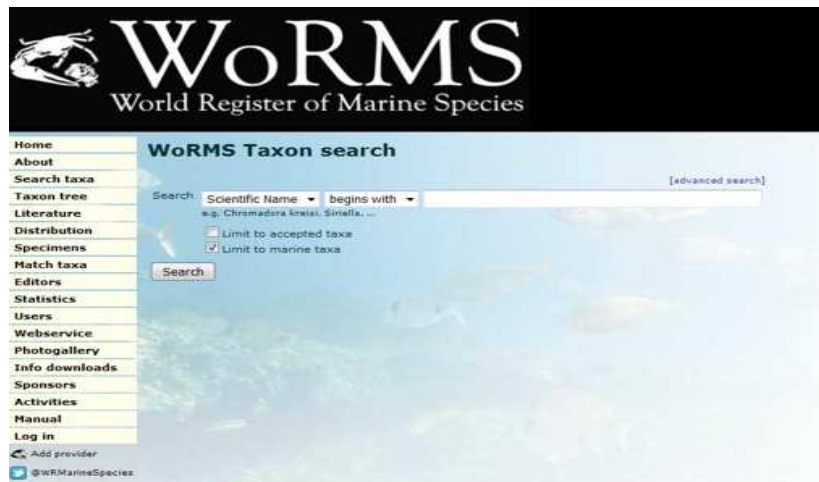 WoRMS
World Register of Marine Species
Home
About
Search taxa
Taxon tree
Literature
Distribution
Specimens
Match taxa
Editors
Statistics
Users
Webservice
Photogallery
Info downloads
Sponsors
Activities
Manual
Log in
Add provider
@WRMarineSpecies
WoRMS Taxon search
[advanced search]
Search Scientific Name begins with
e.g. Chromadora kreisi, Siriella, ...
Limit to accepted taxa
Limit to marine taxa
Search